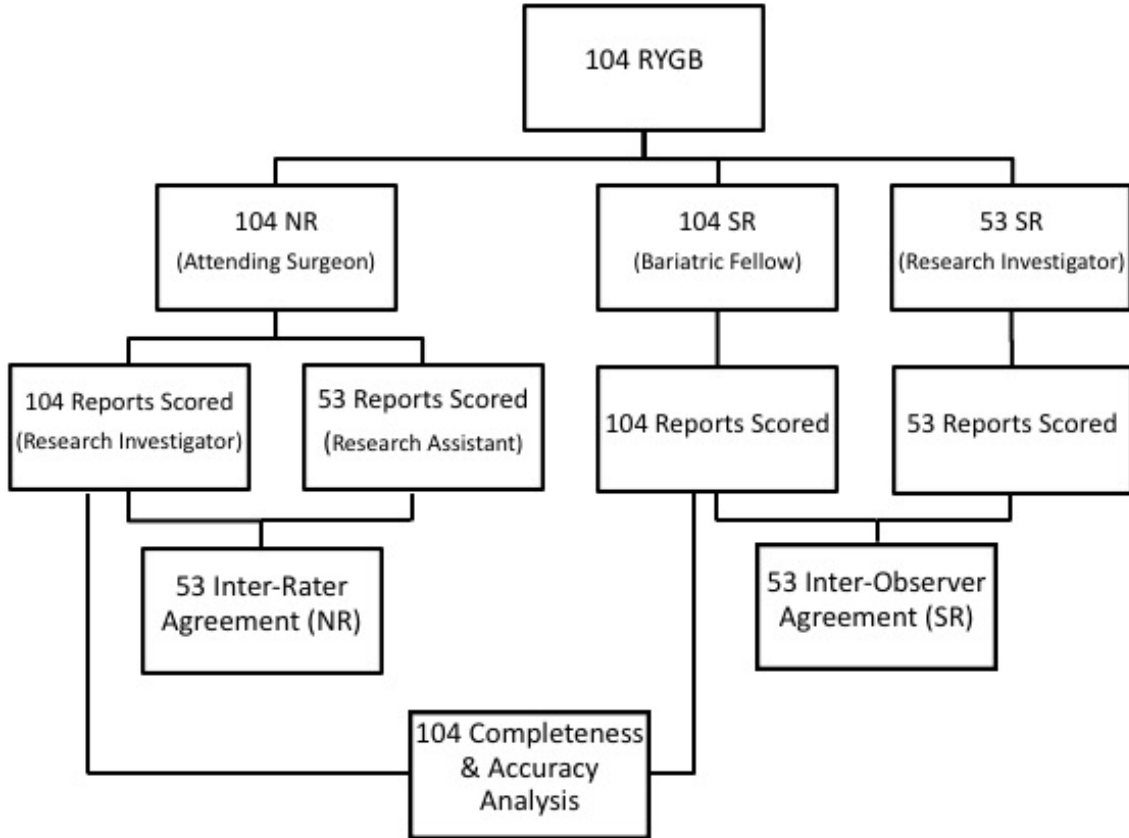 104 RYGB
104 NR
(Attending Surgeon)
104 SR
(Bariatric Fellow)
53 SR
(Research Investigator)
104 Reports Scored
(Research Investigator)
53 Reports Scored
(Research Assistant)
104 Reports Scored
53 Reports Scored
53 Inter-Rater
Agreement (NR)
53 Inter-Observer
Agreement (SR)
104 Completeness
& Accuracy
Analysis